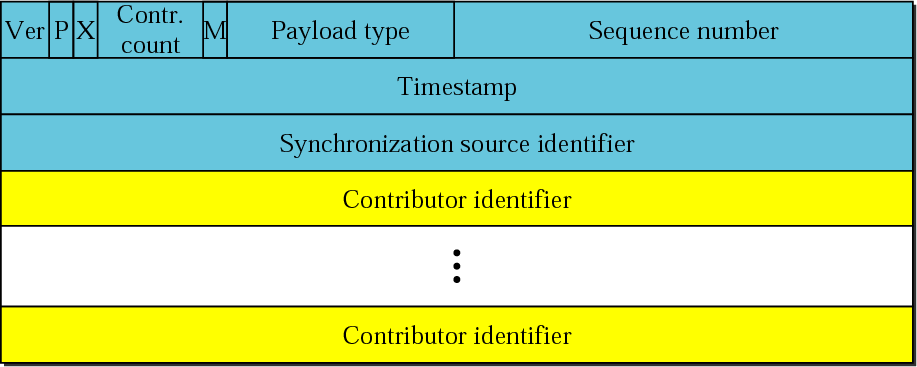 Ver P X Contr. count M Payload type Sequence number
Timestamp
Synchronization source identifier
Contributor identifier
Contributor identifier